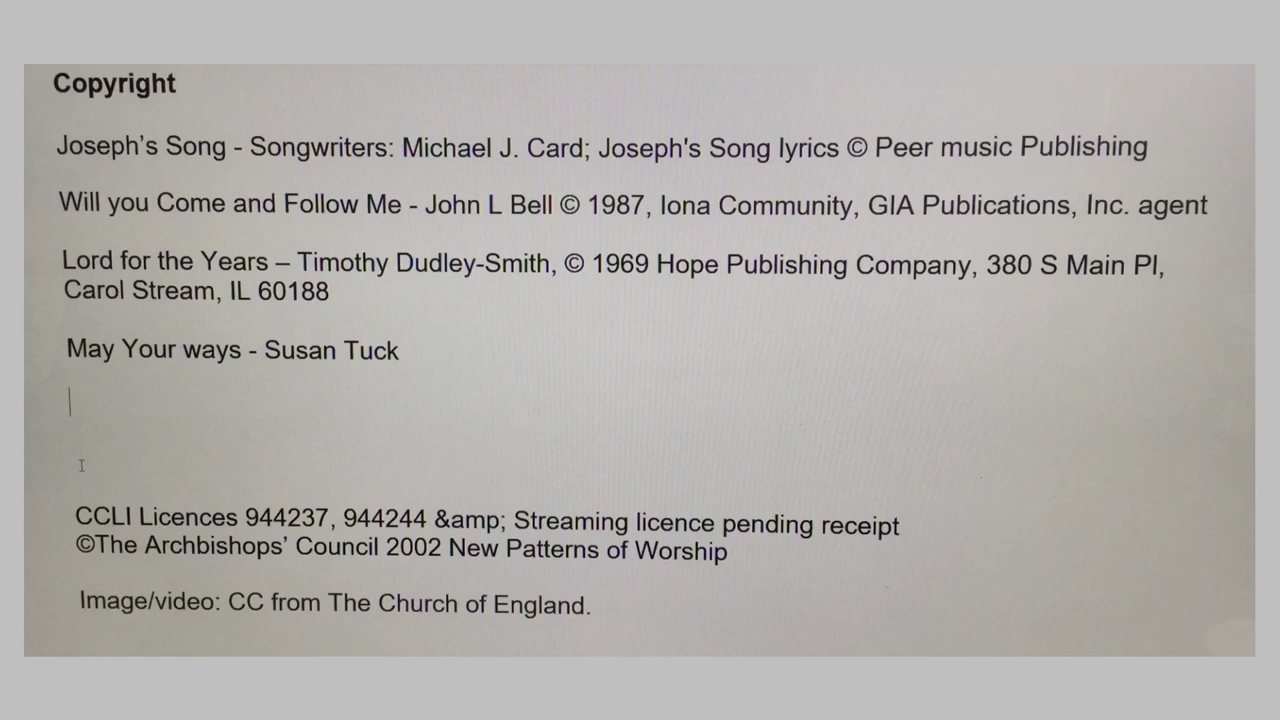 Copyright
Joseph’s Song - Songwriters: Michael J. Card; Joseph's Song lyrics © Peer music Publishing
Will you Come and Follow Me - John L Bell © 1987, Iona Community, GIA Publications, Inc. agent
Lord for the Years – Timothy Dudley-Smith, © 1969 Hope Publishing Company, 380 S Main Pl,
Carol Stream, IL 60188
May Your ways - Susan Tuck
CCLI Licences 944237, 944244 &amp; Streaming licence pending receipt
©The Archbishops’ Council 2002 New Patterns of Worship
Image/video: CC from The Church of England.